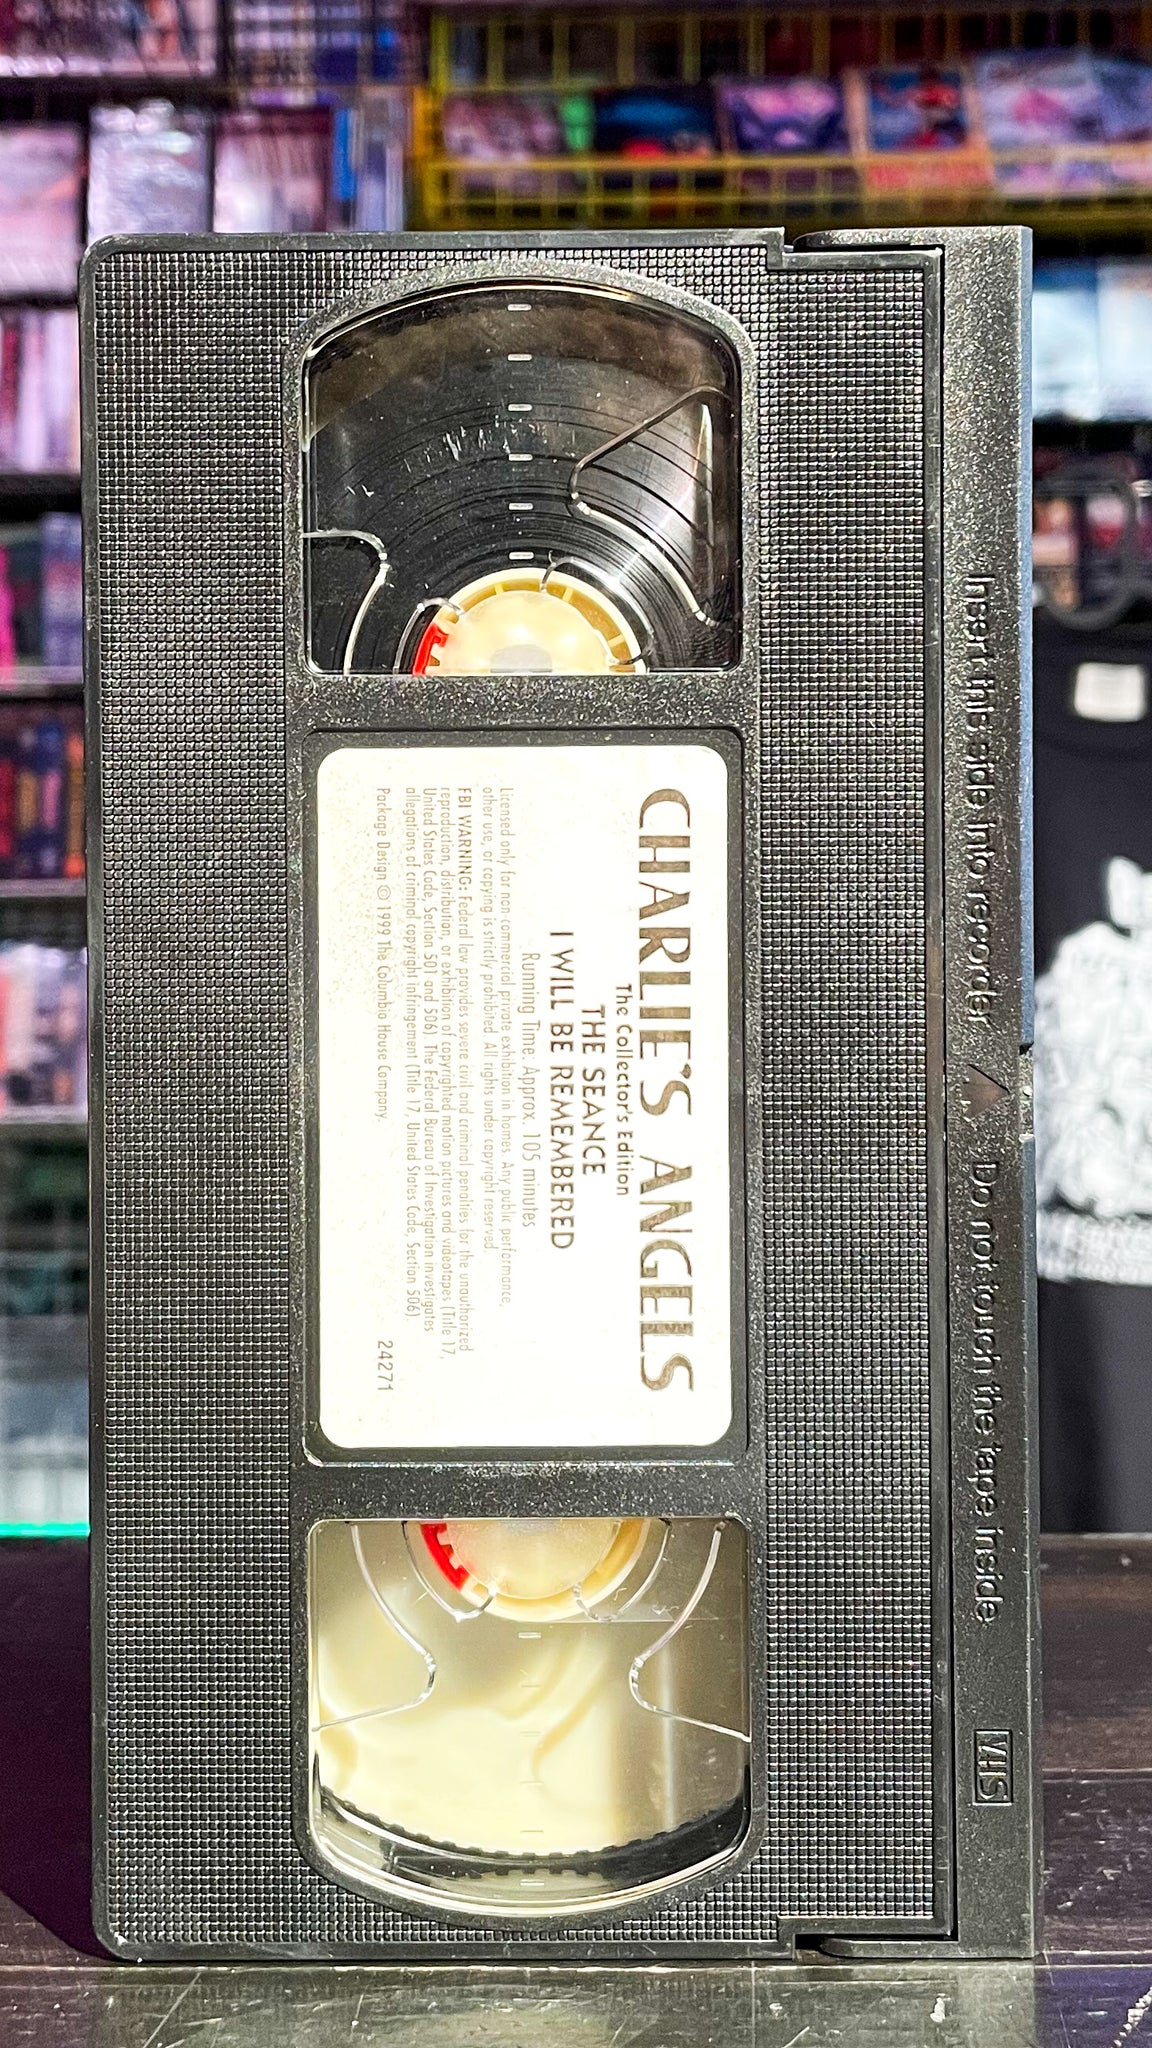 CHARLIE'S ANGELS
The Collector's Edition
THE SEANCE
I WILL BE REMEMBERED
Running Time: Approx. 105 minutes
Licensed only for non-commercial private exhibition in homes. Any public performance,
other use, or copying is strictly prohibited. All rights under copyright reserved.
FBI WARNING: Federal law provides severe civil and criminal penalties for the unauthorized
reproduction, distribution, or exhibition of copyrighted motion pictures and videotapes (Title 17,
United States Code, Section 501 and 506). The Federal Bureau of Investigation investigates
allegations of criminal copyright infringement (Title 17, United States Code, Section 506).
Package Design © 1999 The Columbia House Company.
24271
Insert this side into recorder
Do not touch the tape inside
VHS